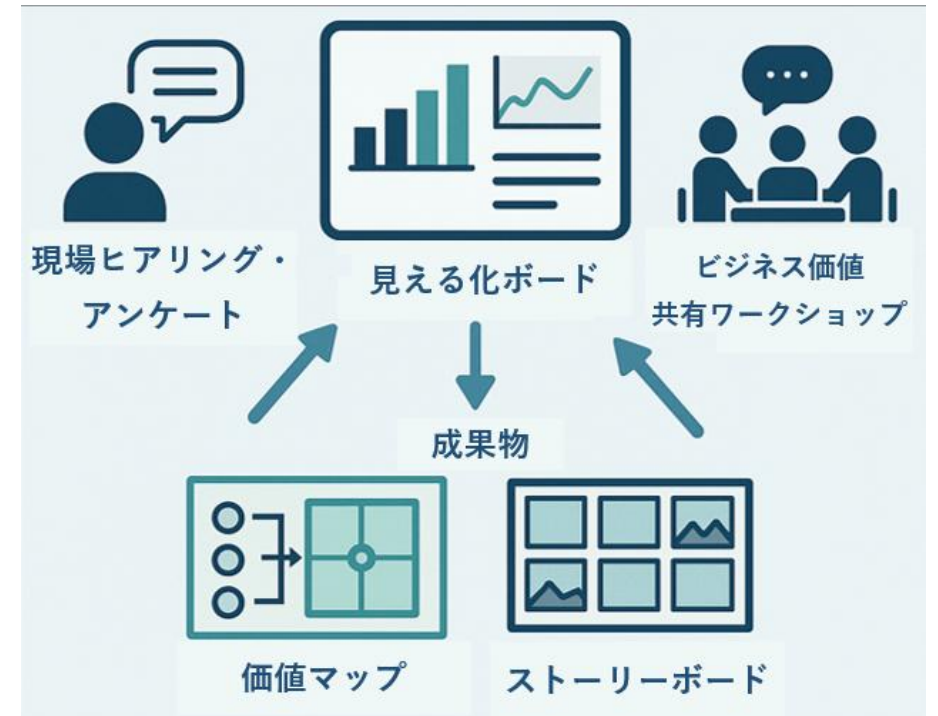 現場ヒアリング・
アンケート
見える化ボード
ビジネス価値
共有ワークショップ
成果物
価値マップ
ストーリーボード